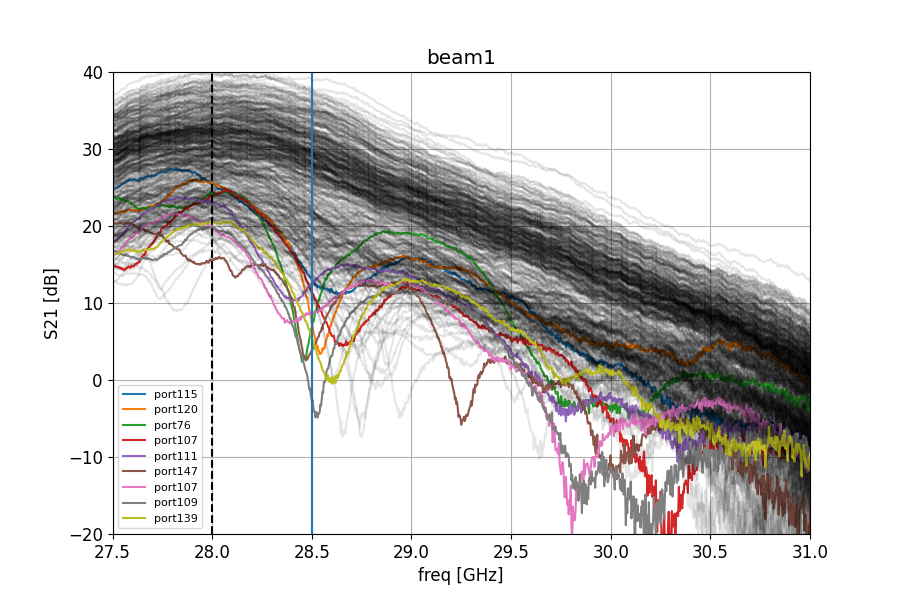 beam1
S21 [dB]
40
30
20
10
0
−10
−20
port115
port120
port76
port107
port111
port147
port107
port109
port139
27.5 28.0 28.5 29.0 29.5 30.0 30.5 31.0
freq [GHz]